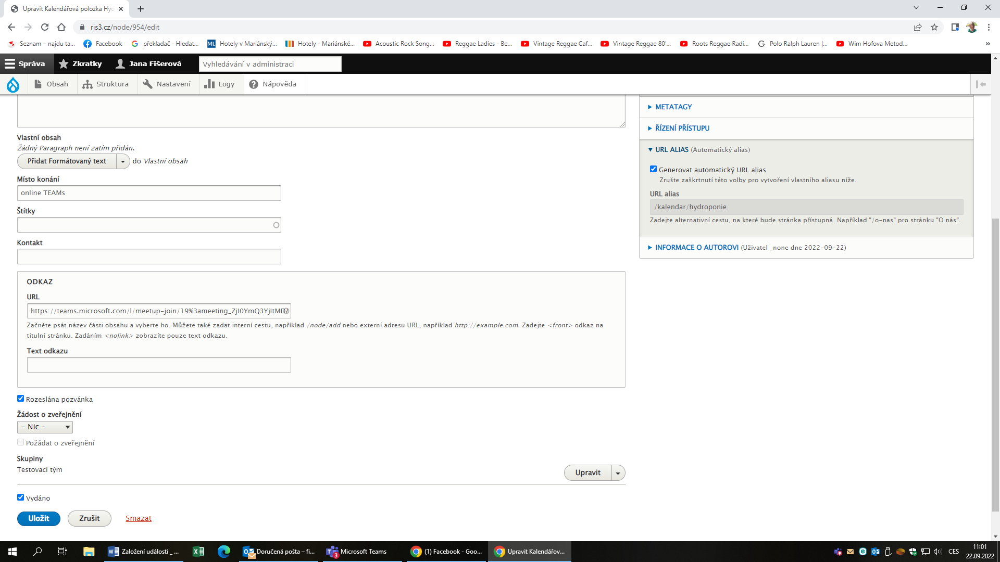 Upravit Kalendářová položka Hyd
ris3.cz/node/954/edit
Seznam – najdu ta...
Facebook
překladač - Hledat...
ML Hotely v Mariánský...
Hotely - Mariánské...
Acoustic Rock Song...
Reggae Ladies - Be...
Vintage Reggae Caf...
Vintage Reggae 80'...
Roots Reggae Radi...
Polo Ralph Lauren |...
Wim Hofova Metod...
»
Správa
Zkratky
Jana Fišerová
Vyhledávání v administraci
Obsah
Struktura
Nastavení
Logy
Nápověda
Vlastní obsah
Žádný Paragraph není zatím přidán.
Přidat Formátovaný text do Vlastní obsah
Místo konání
online TEAMs
Štítky
Kontakt
ODKAZ
URL
https://teams.microsoft.com/l/meetup-join/19%3ameeting_ZjI0YmQ3YjItMDA
Začněte psát název části obsahu a vyberte ho. Můžete také zadat interní cestu, například /node/add nebo externí adresu URL, například http://example.com. Zadejte <front> odkaz na
titulní stránku. Zadáním <nolink> zobrazíte pouze text odkazu.
Text odkazu
Rozeslána pozvánka
Žádost o zveřejnění
- Nic -
Požádat o zveřejnění
Skupiny
Testovací tým
Upravit
Vydáno
Uložit
Zrušit
Smazat
METATAGY
ŘÍZENÍ PŘÍSTUPU
URL ALIAS (Automatický alias)
Generovat automatický URL alias
Zrušte zaškrtnutí této volby pro vytvoření vlastního aliasu níže.
URL alias
/kalendar/hydroponie
Zadejte alternativní cestu, na které bude stránka přístupná. Například "/o-nas" pro stránku "O nás".
INFORMACE O AUTOROVI (Uživatel _none dne 2022-09-22)
Založení události _ ...
Doručená pošta – fi...
3 Microsoft Teams
(1) Facebook - Goo...
Upravit Kalendářov...
CES
11:01
22.09.2022